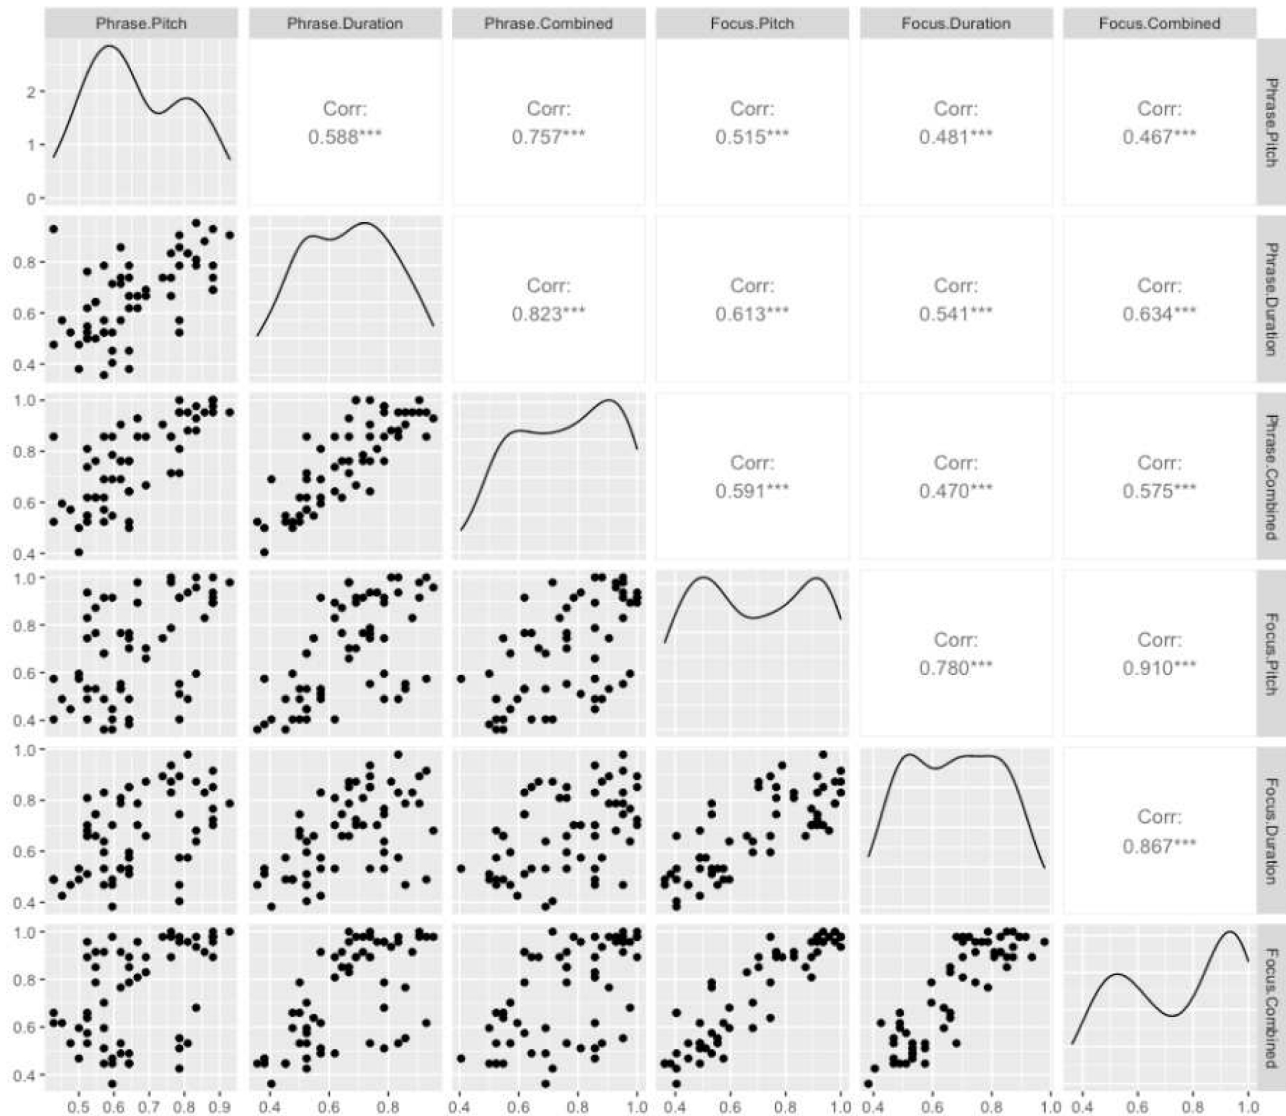 Phrase.Pitch Phrase.Duration Phrase.Combined Focus.Pitch Focus.Duration Focus.Combined
2
1
0
Corr:
0.588***
Corr:
0.757***
Corr:
0.515***
Corr:
0.481***
Corr:
0.467***
Phrase.Pitch
0.8
0.6
0.4
Corr:
0.823***
Corr:
0.613***
Corr:
0.541***
Corr:
0.634***
Phrase.Duration
1.0
0.8
0.6
0.4
Corr:
0.591***
Corr:
0.470***
Corr:
0.575***
Phrase.Combined
1.0
0.8
0.6
0.4
Corr:
0.780***
Corr:
0.910***
Focus.Pitch
1.0
0.8
0.6
0.4
Corr:
0.867***
Focus.Duration
1.0
0.8
0.6
0.4
Focus.Combined
0.5 0.6 0.7 0.8 0.9 0.4 0.6 0.8 0.4 0.6 0.8 1.0 0.4 0.6 0.8 1.0 0.4 0.6 0.8 1.0 0.4 0.6 0.8 1.0